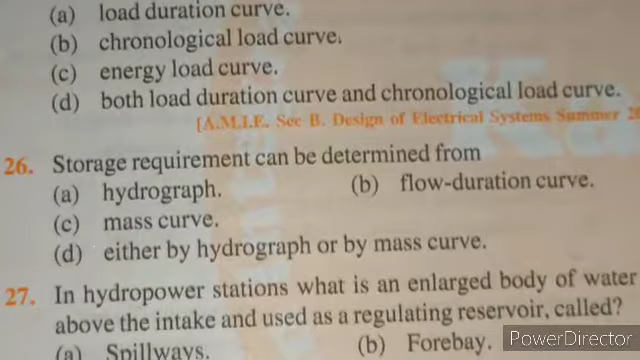 (a) load duration curve.
(b) chronological load curve.
(c) energy load curve.
(d) both load duration curve and chronological load curve.
[A.M.I.E. Sec B. Design of Electrical Systems Summer
26. Storage requirement can be determined from
(a) hydrograph. (b) flow-duration curve.
(c) mass curve.
(d) either by hydrograph or by mass curve.
27. In hydropower stations what is an enlarged body of water
above the intake and used as a regulating reservoir, called?
(a) Spillways. (b) Forebay.
PowerDirector